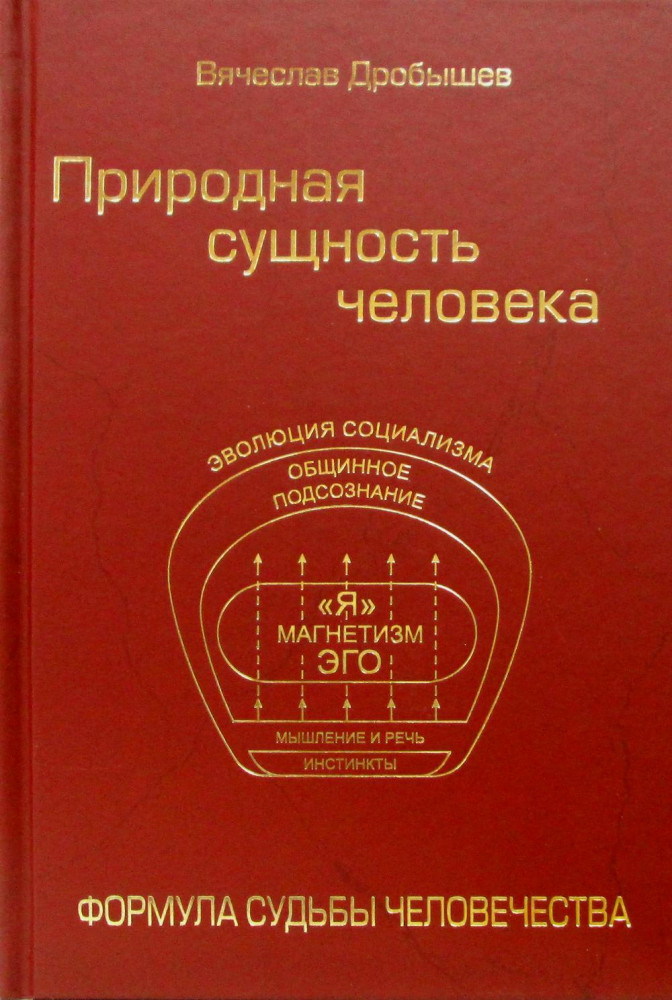 Вячеслав Дробышев
Природная
сущность
человека
ЭВОЛЮЦИЯ СОЦИАЛИЗМА
ОБЩИННОЕ
ПОДСОЗНАНИЕ
«Я»
МАГНЕТИЗМ
ЭГО
МЫШЛЕНИЕ И РЕЧЬ
ИНСТИНКТЫ
ФОРМУЛА СУДЬБЫ ЧЕЛОВЕЧЕСТВА